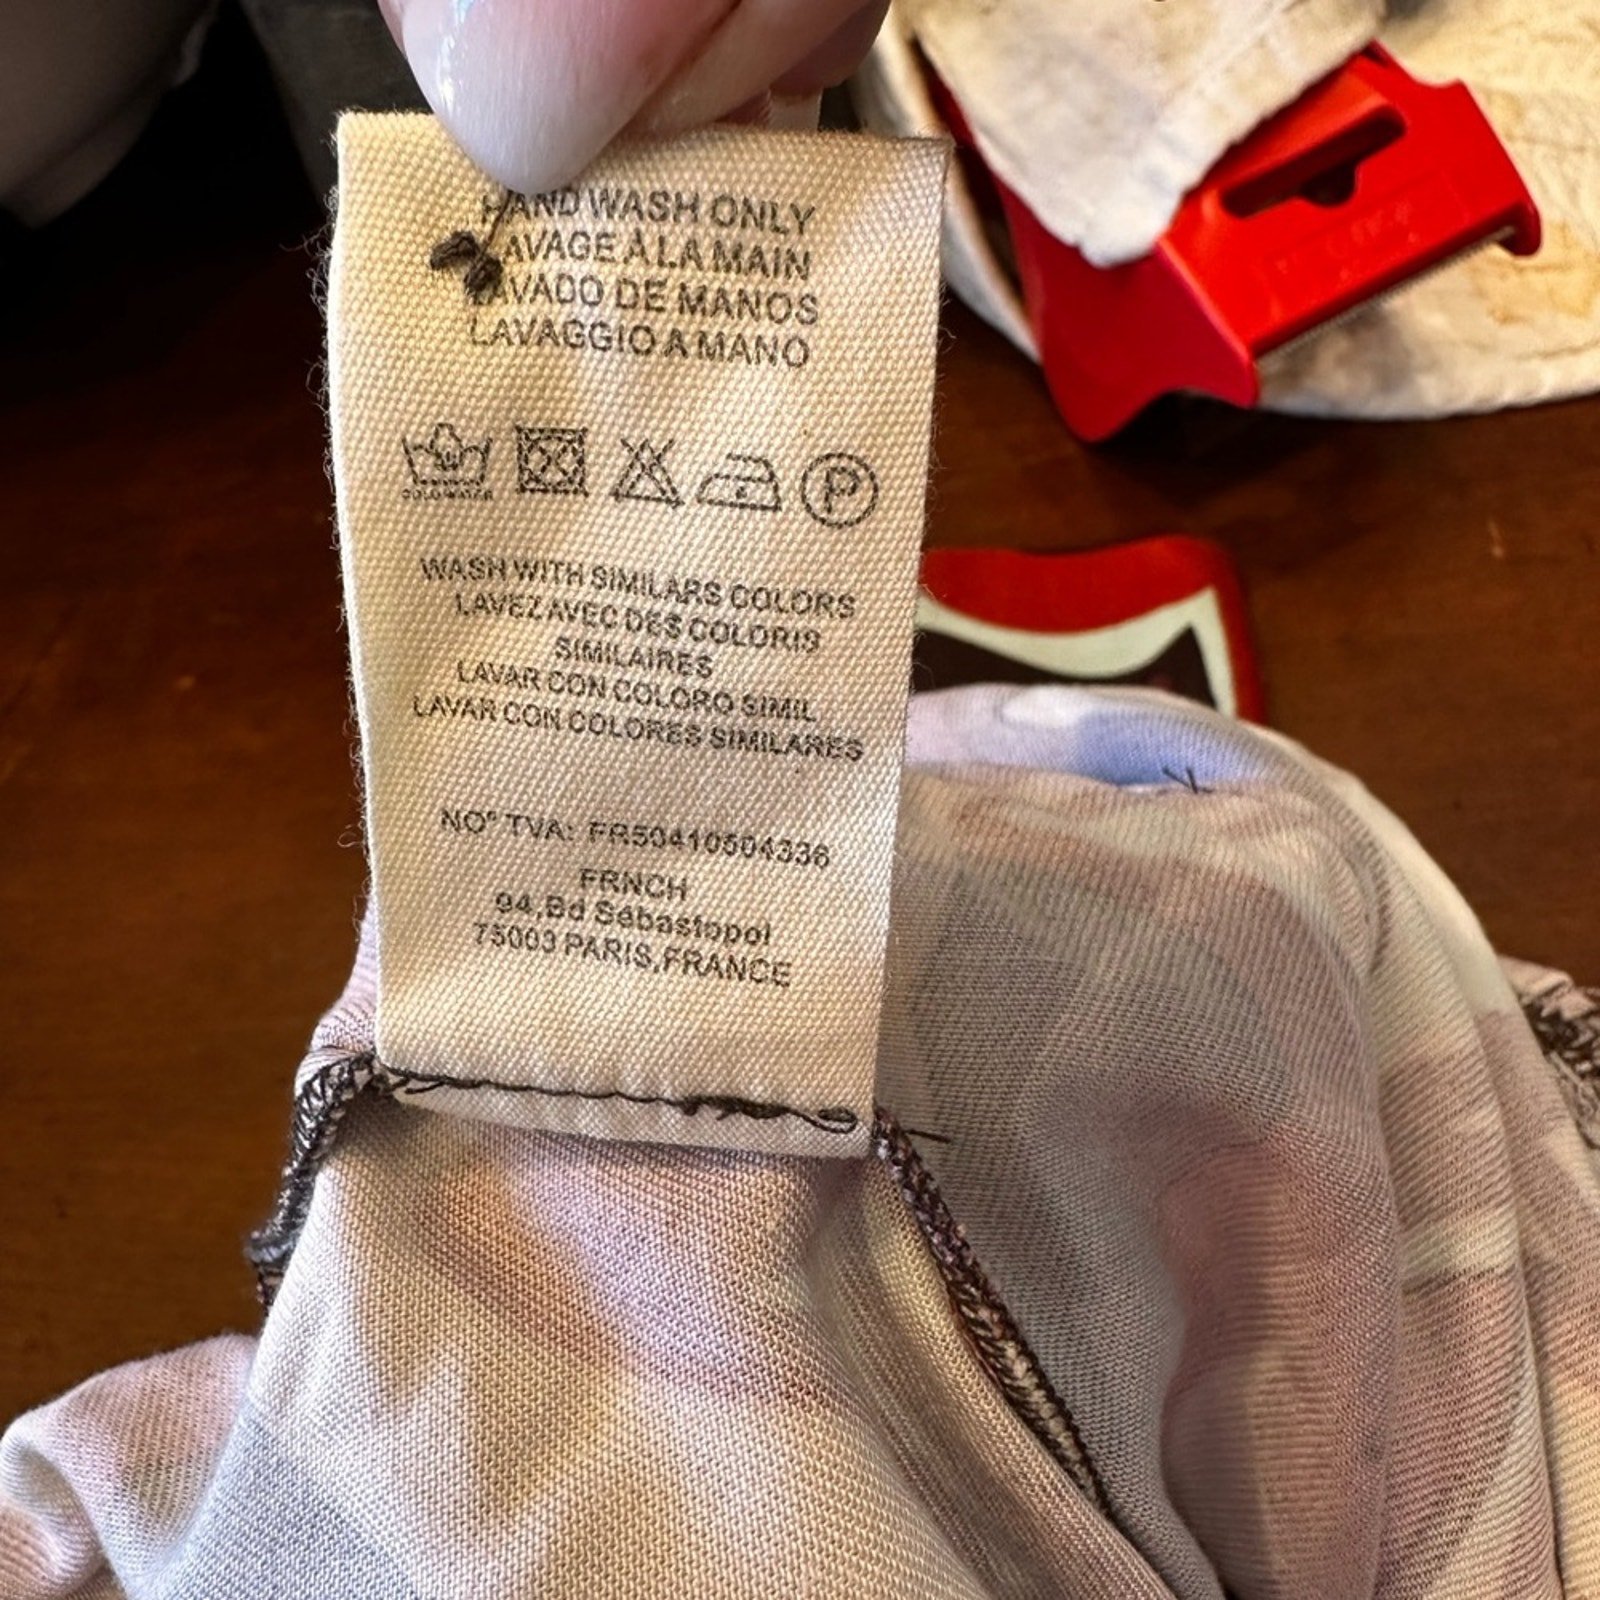 HAND WASH ONLY
LAVAGE À LA MAIN
LAVADO DE MANOS
LAVAGGIO A MANO
COLD WATER
P
WASH WITH SIMILARS COLORS
LAVEZ AVEC DES COLORIS
SIMILAIRES
LAVAR CON COLORO SIMIL
LAVAR CON COLORES SIMILARES
NO° TVA: FR50410504336
FRNCH
94,Bd Sébastopol
75003 PARIS,FRANCE